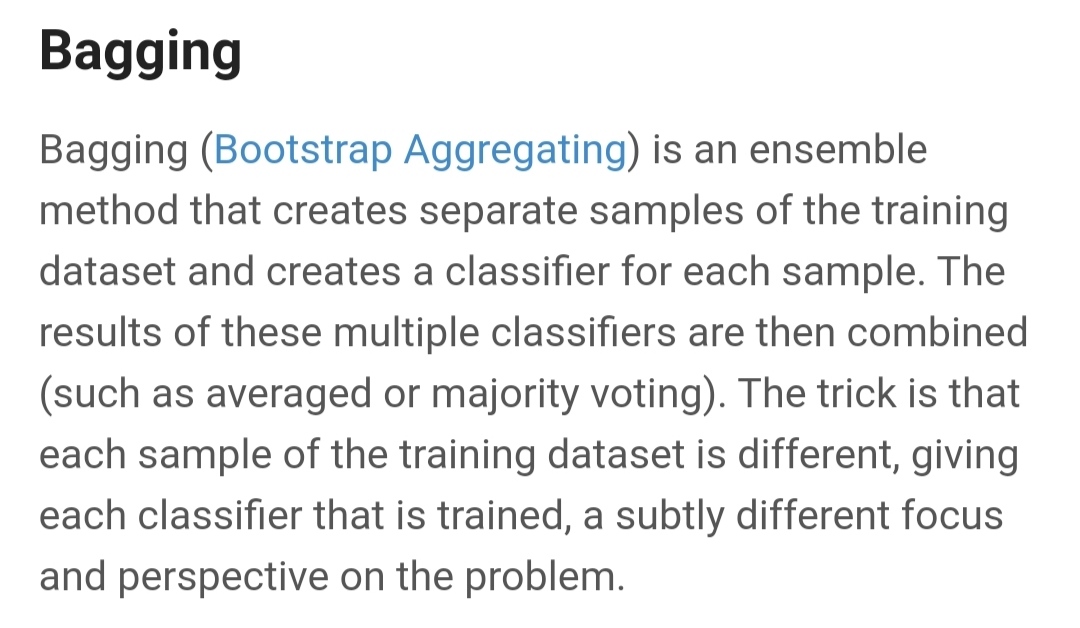 Bagging
Bagging (Bootstrap Aggregating) is an ensemble
method that creates separate samples of the training
dataset and creates a classifier for each sample. The
results of these multiple classifiers are then combined
(such as averaged or majority voting). The trick is that
each sample of the training dataset is different, giving
each classifier that is trained, a subtly different focus
and perspective on the problem.